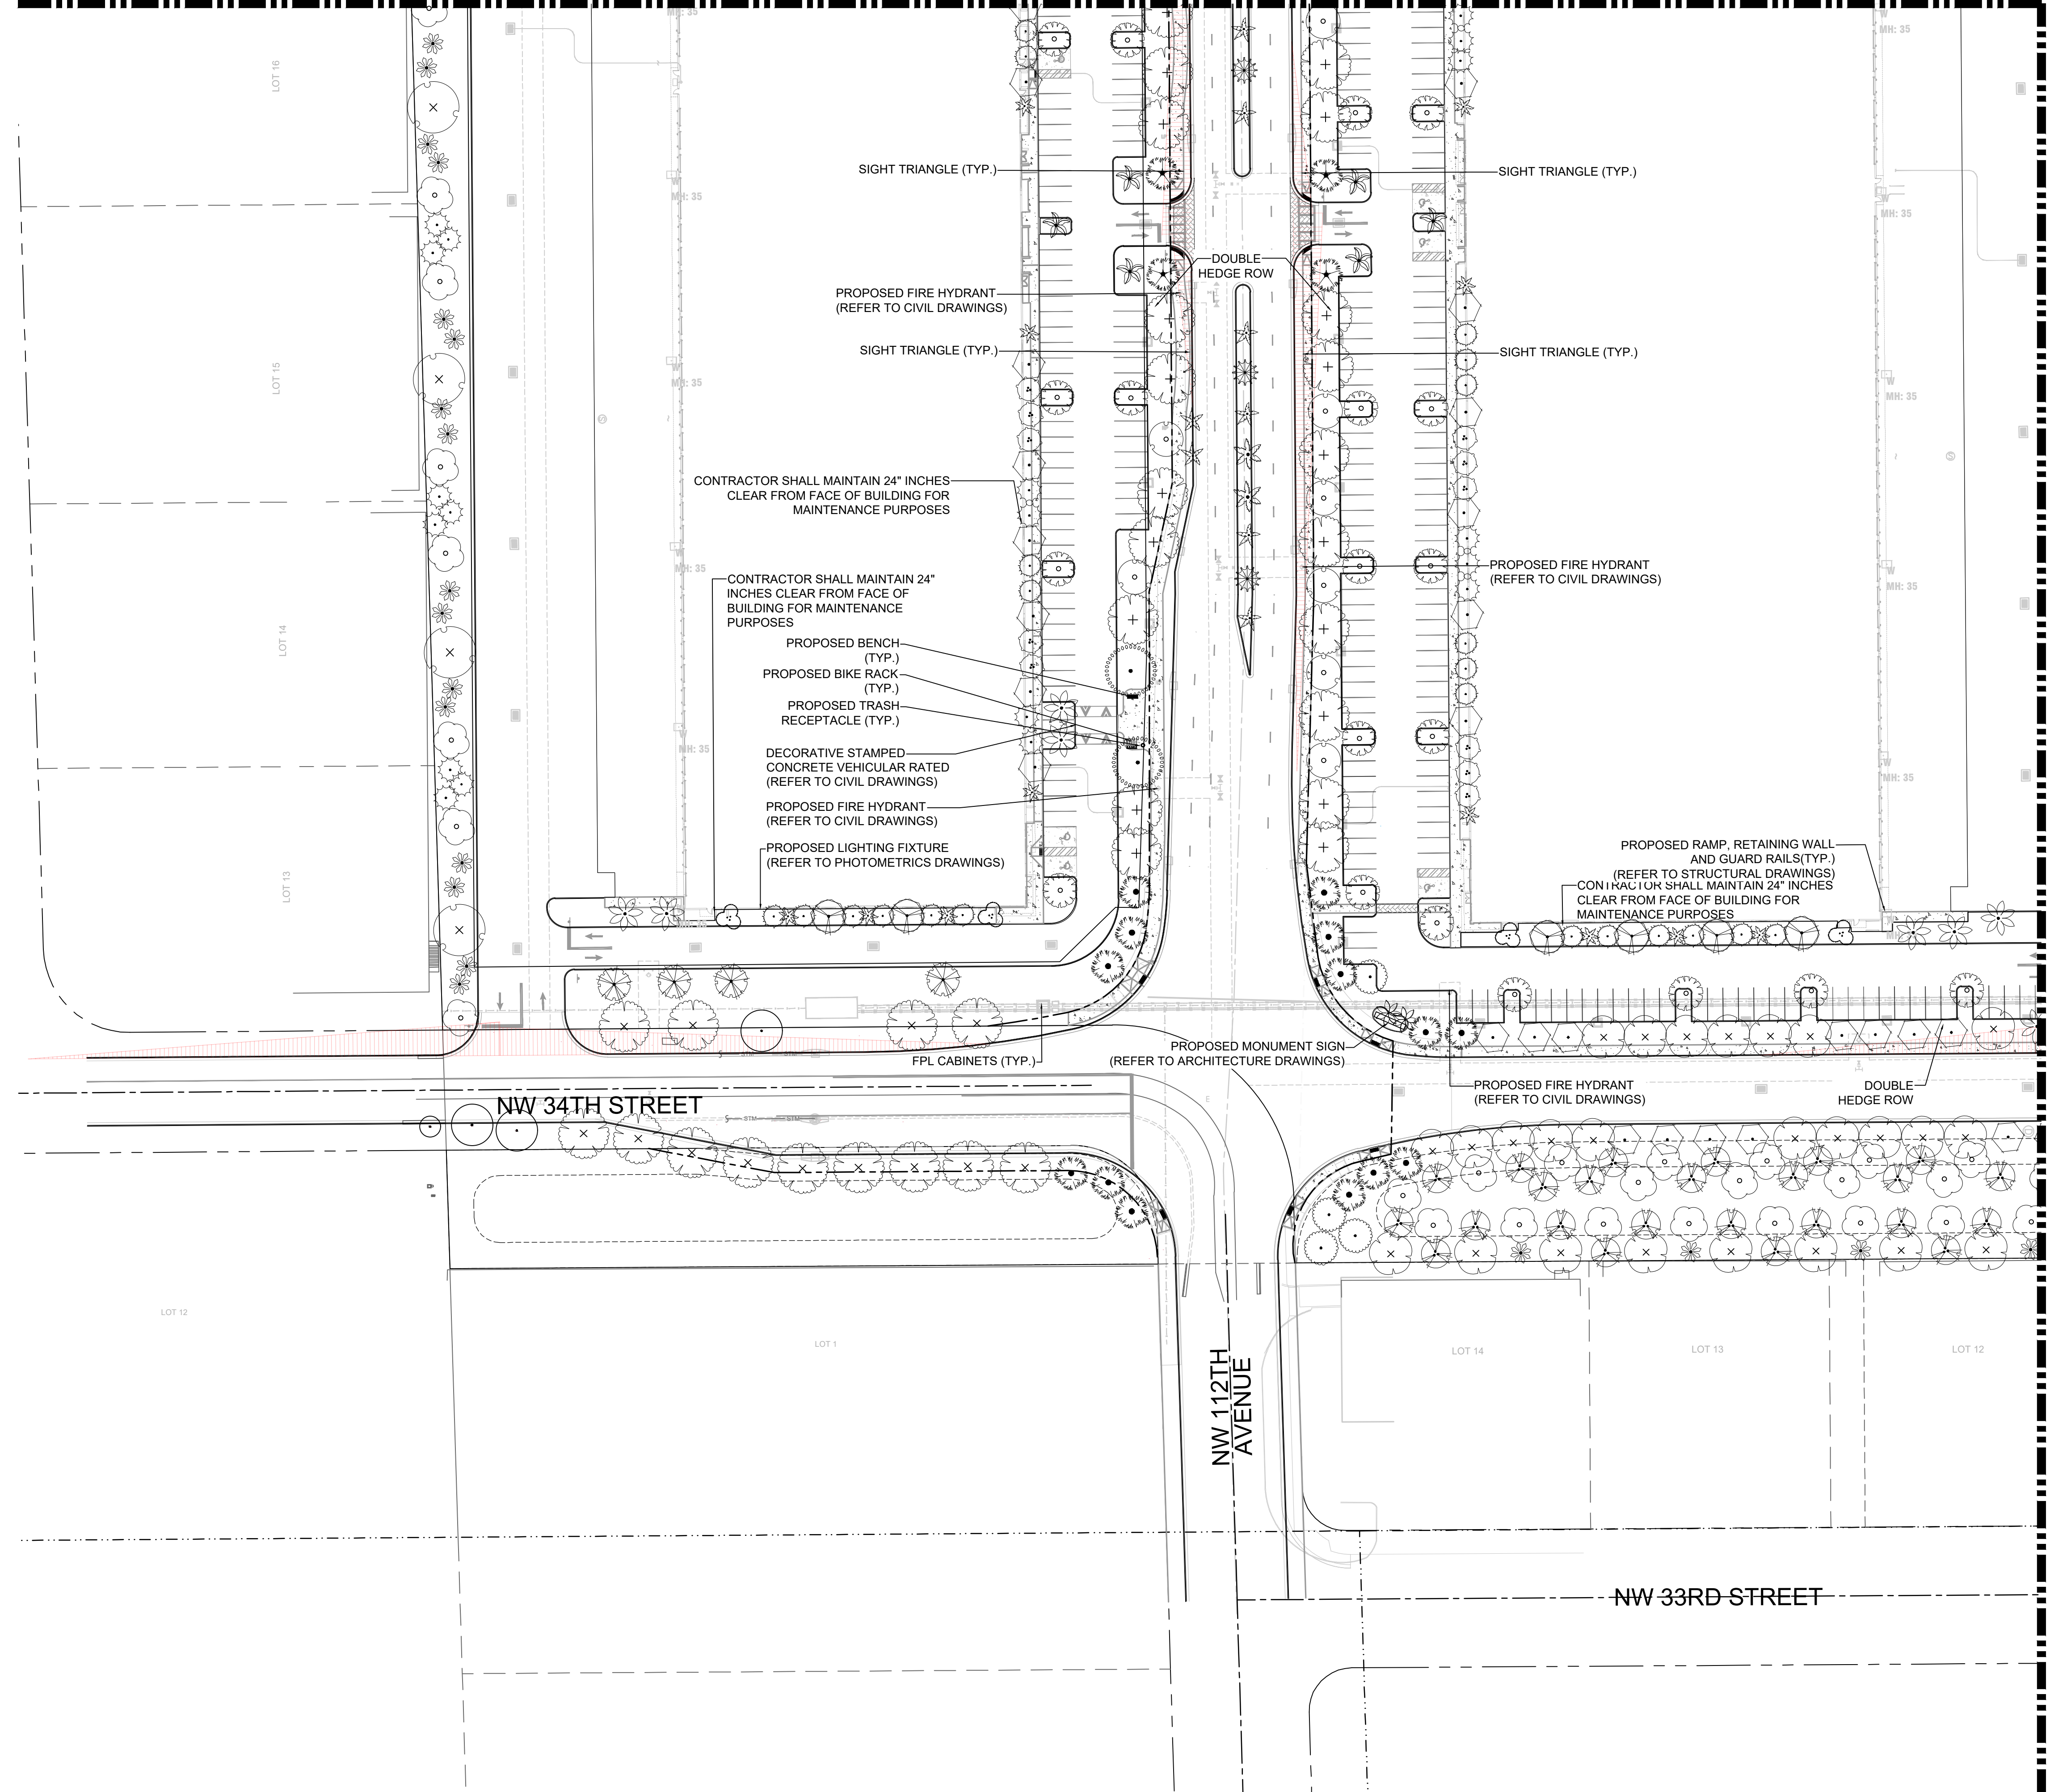 MH: 35
W
MH: 35
LOT 16
SIGHT TRIANGLE (TYP.)
SIGHT TRIANGLE (TYP.)
W
MH: 35
W
MH: 35
DOUBLE
HEDGE ROW
PROPOSED FIRE HYDRANT
(REFER TO CIVIL DRAWINGS)
SIGHT TRIANGLE (TYP.)
SIGHT TRIANGLE (TYP.)
LOT 15
W
MH: 35
W
MH: 35
S
S
CONTRACTOR SHALL MAINTAIN 24" INCHES
CLEAR FROM FACE OF BUILDING FOR
MAINTENANCE PURPOSES
W
MH: 35
W
MH: 35
PROPOSED FIRE HYDRANT
(REFER TO CIVIL DRAWINGS)
CONTRACTOR SHALL MAINTAIN 24"
INCHES CLEAR FROM FACE OF
BUILDING FOR MAINTENANCE
PURPOSES
LOT 14
PROPOSED BENCH
(TYP.)
PROPOSED BIKE RACK
(TYP.)
PROPOSED TRASH
RECEPTACLE (TYP.)
W
MH: 35
W
MH: 35
DECORATIVE STAMPED
CONCRETE VEHICULAR RATED
(REFER TO CIVIL DRAWINGS)
PROPOSED FIRE HYDRANT
(REFER TO CIVIL DRAWINGS)
PROPOSED LIGHTING FIXTURE
(REFER TO PHOTOMETRICS DRAWINGS)
LOT 13
PROPOSED RAMP, RETAINING WALL
AND GUARD RAILS(TYP.)
(REFER TO STRUCTURAL DRAWINGS)
CONTRACTOR SHALL MAINTAIN 24" INCHES
CLEAR FROM FACE OF BUILDING FOR
MAINTENANCE PURPOSES
PROPOSED MONUMENT SIGN
(REFER TO ARCHITECTURE DRAWINGS)
FPL CABINETS (TYP.)
PROPOSED FIRE HYDRANT
(REFER TO CIVIL DRAWINGS)
DOUBLE
HEDGE ROW
NW 34TH STREET
STM
STM
E
LOT 12
LOT 1
LOT 14
LOT 13
LOT 12
NW 112TH
AVENUE
NW 33RD STREET